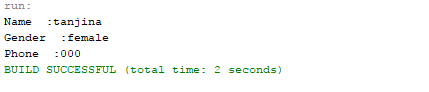 run:
Name  :tanjina
Gender  :female
Phone  :000
BUILD SUCCESSFUL (total time: 2 seconds)